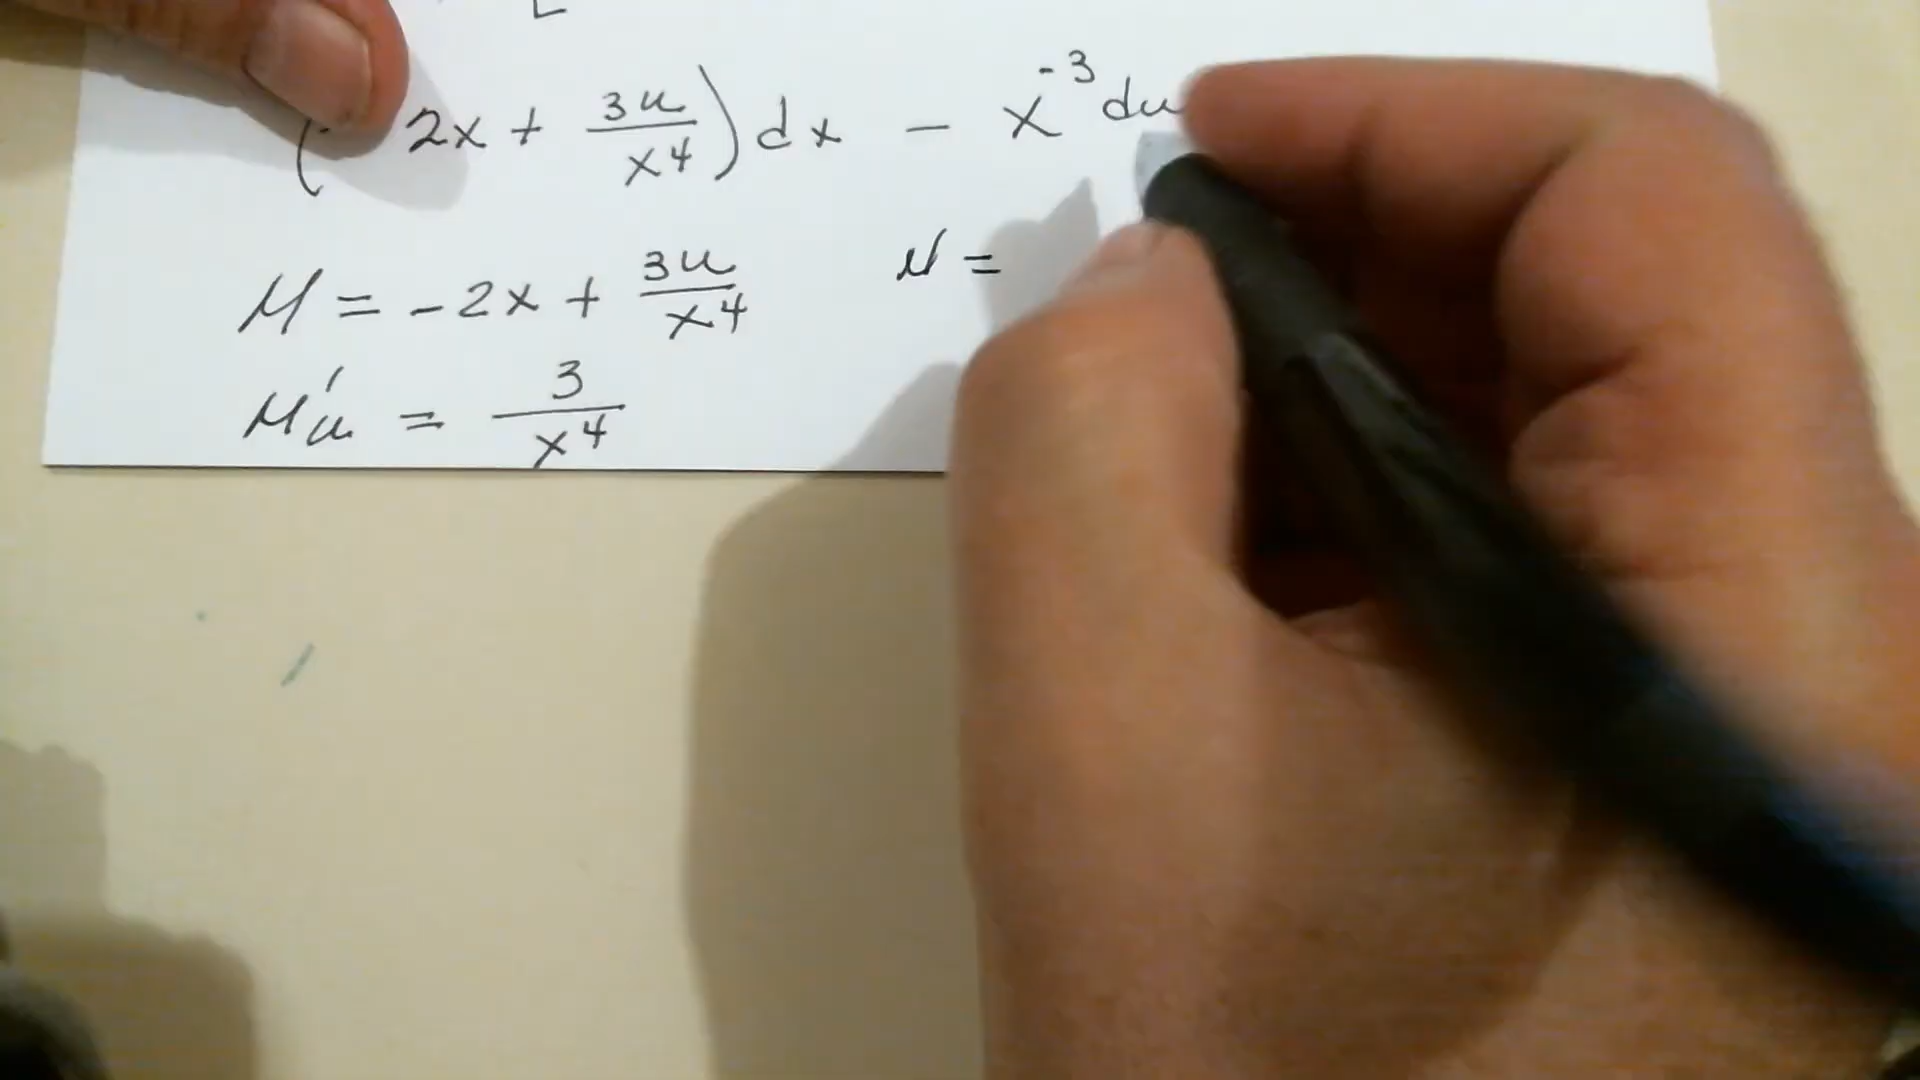 (- 2x + 3u/x⁴) dx - x⁻³ du
M = -2x + 3u/x⁴
N =
M'u = 3/x⁴